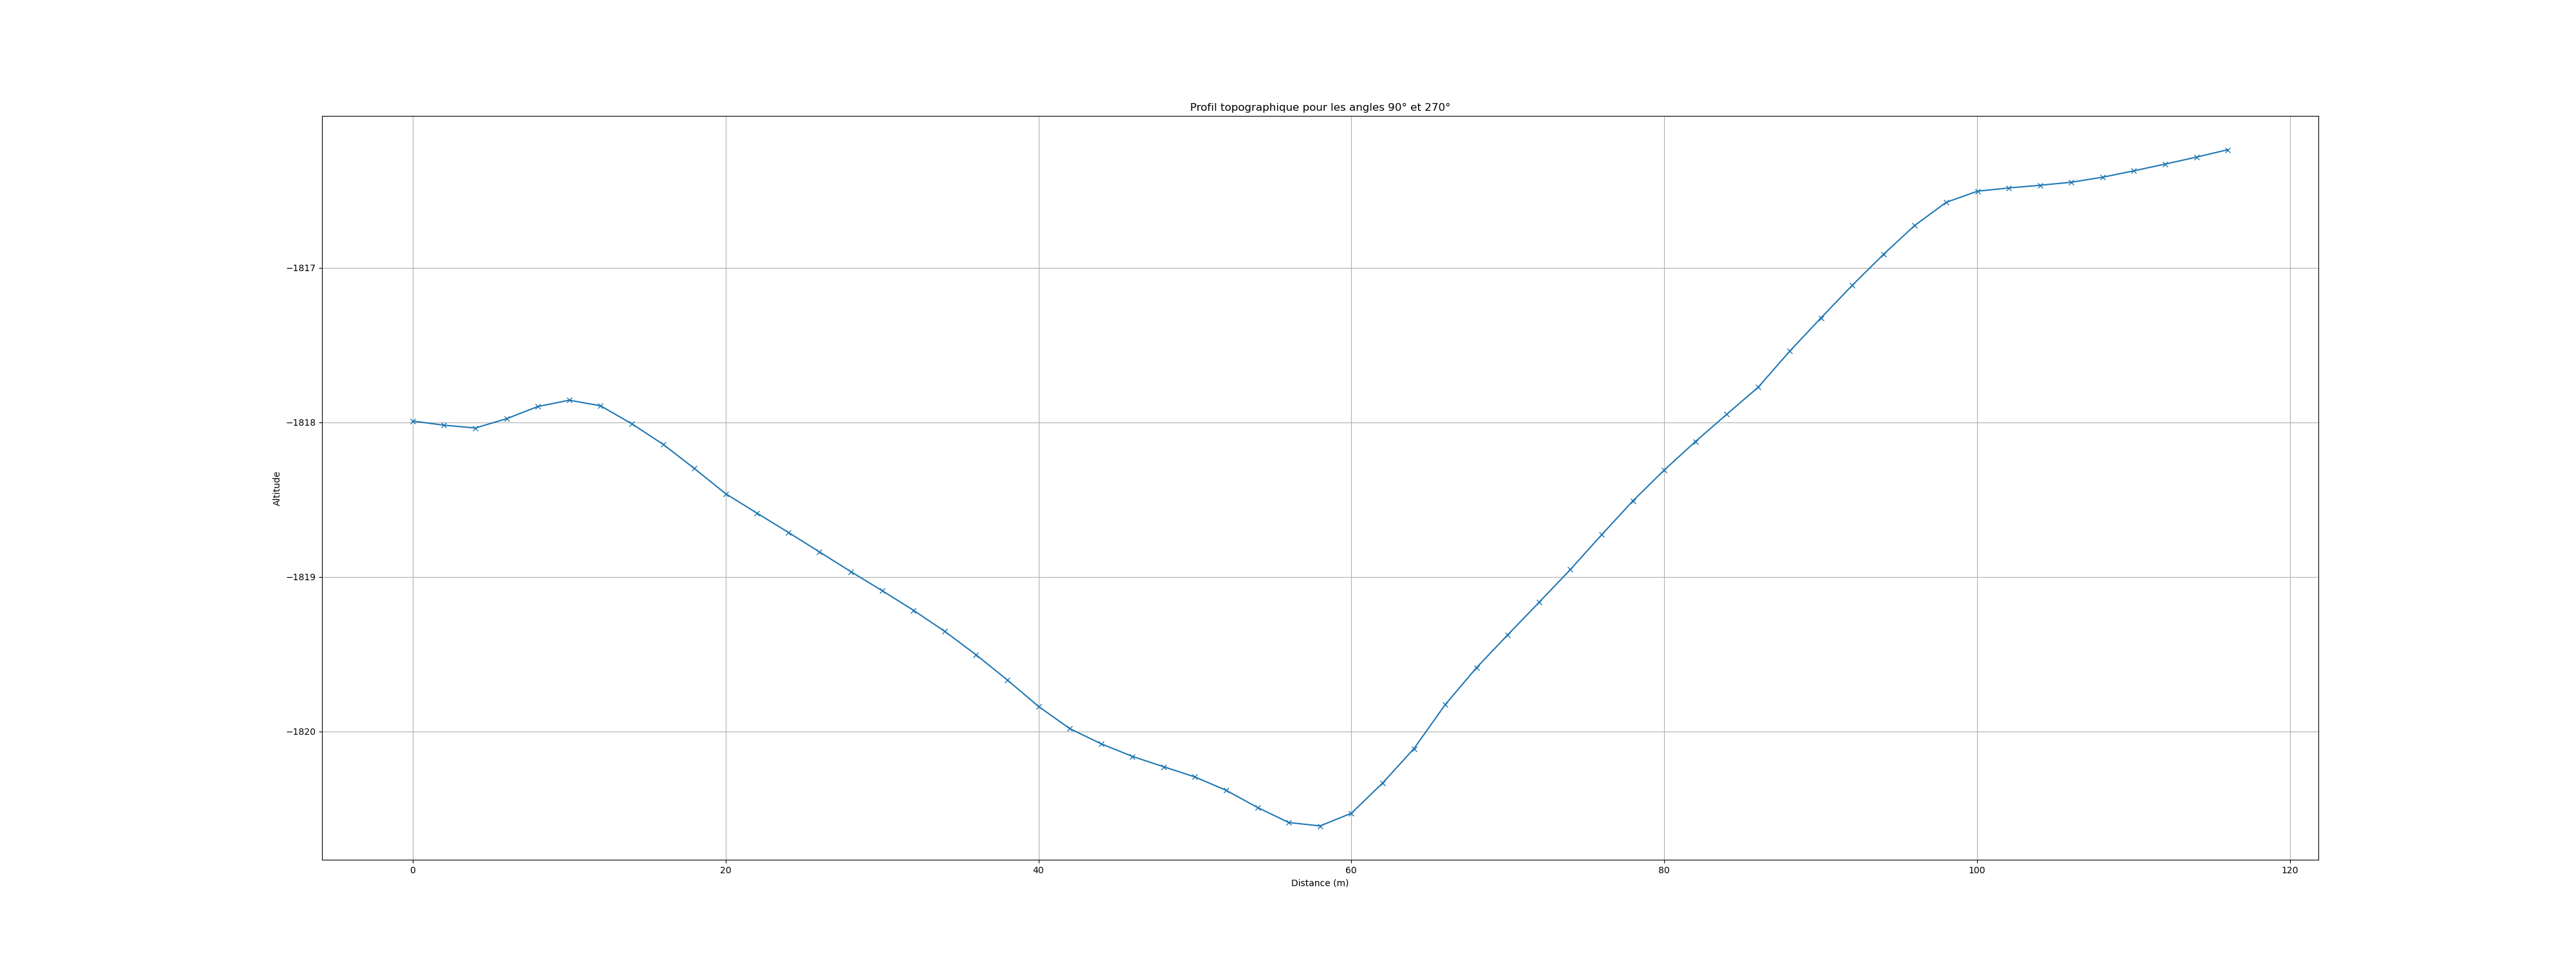 Profil topographique pour les angles 90° et 270°
−1817
−1818
−1819
−1820
Altitude
0 20 40 60 80 100 120
Distance (m)